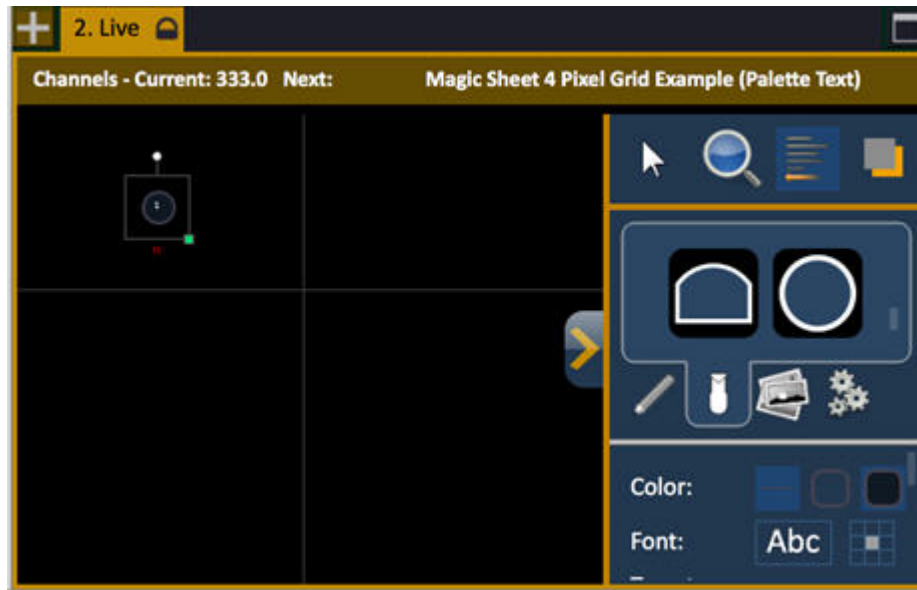 2. Live
Channels - Current: 333.0 Next:
Magic Sheet 4 Pixel Grid Example (Palette Text)
Color:
Font:
Abc